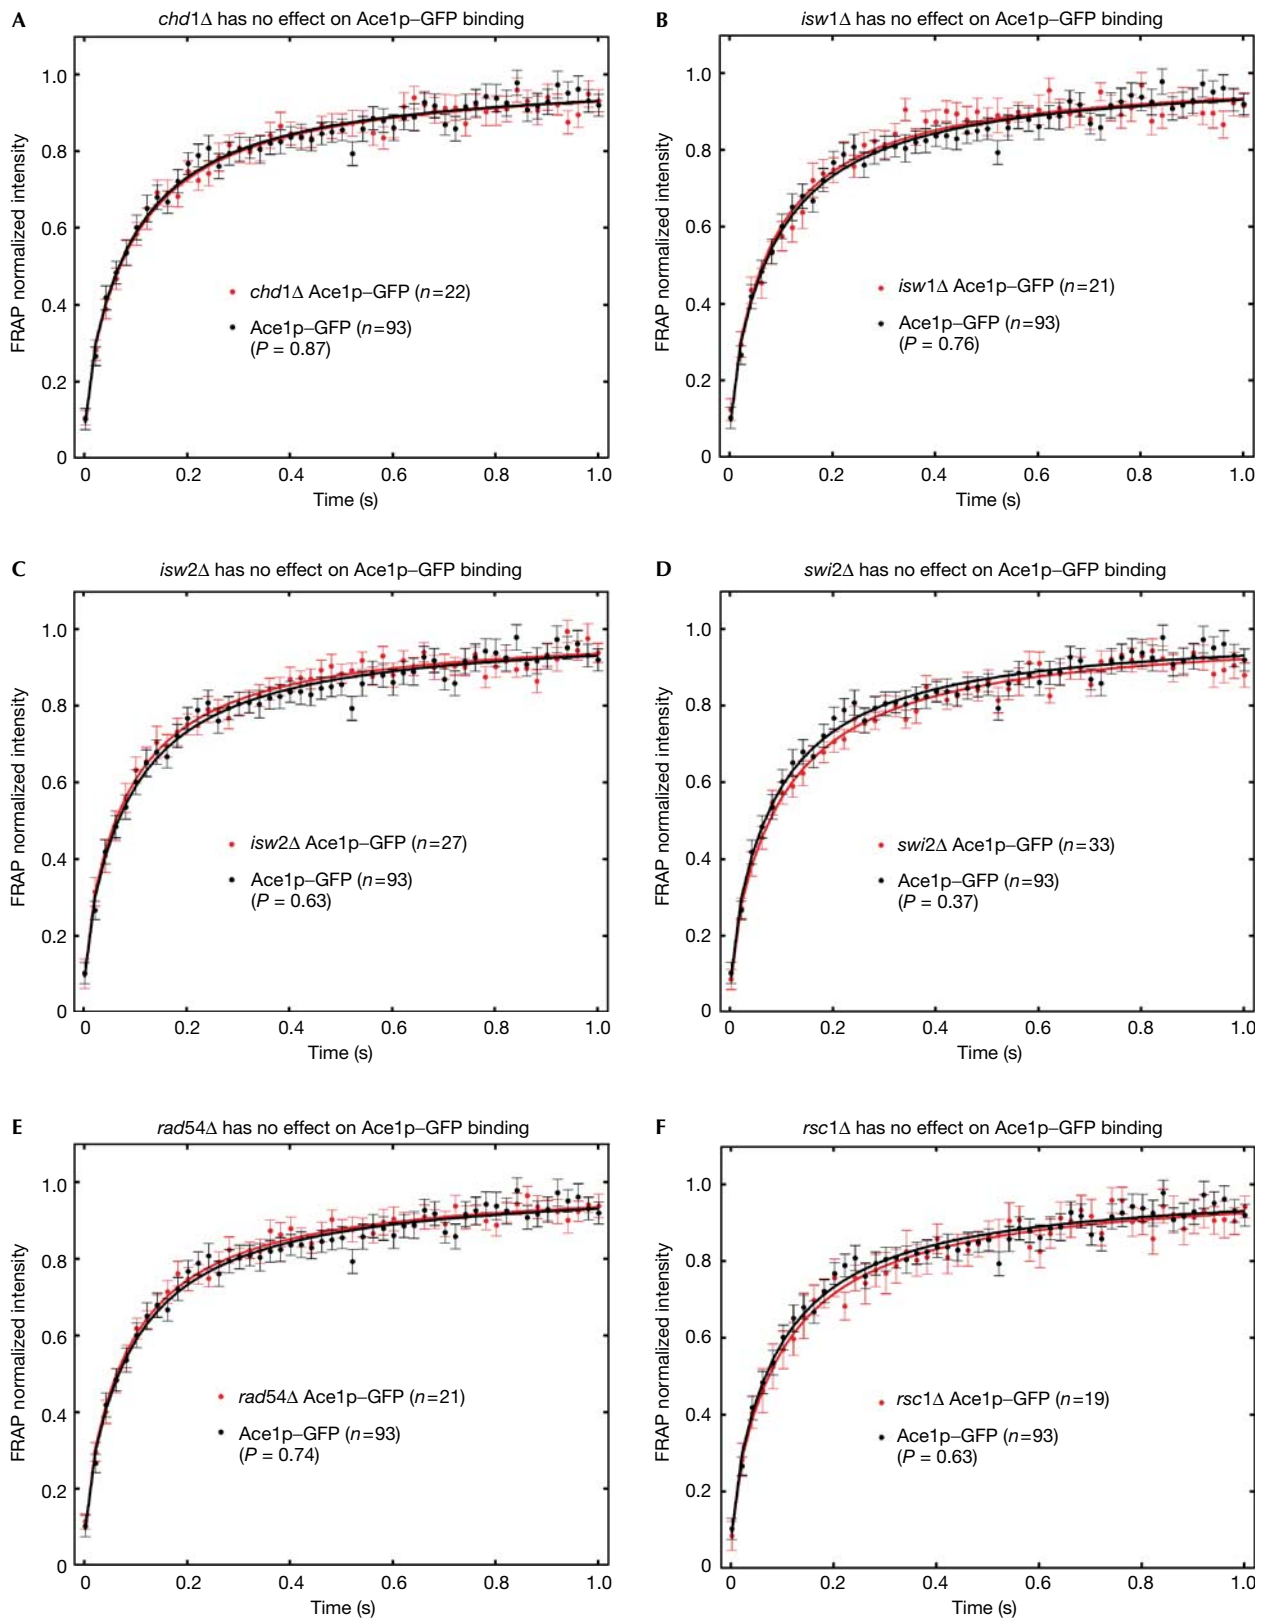 A
chd1Δ has no effect on Ace1p–GFP binding
FRAP normalized intensity
1.0
0.8
0.6
0.4
0.2
0
chd1Δ Ace1p–GFP (n=22)
Ace1p–GFP (n=93)
(P = 0.87)
0 0.2 0.4 0.6 0.8 1.0
Time (s)
B
isw1Δ has no effect on Ace1p–GFP binding
FRAP normalized intensity
1.0
0.8
0.6
0.4
0.2
0
isw1Δ Ace1p–GFP (n=21)
Ace1p–GFP (n=93)
(P = 0.76)
0 0.2 0.4 0.6 0.8 1.0
Time (s)
C
isw2Δ has no effect on Ace1p–GFP binding
FRAP normalized intensity
1.0
0.8
0.6
0.4
0.2
0
isw2Δ Ace1p–GFP (n=27)
Ace1p–GFP (n=93)
(P = 0.63)
0 0.2 0.4 0.6 0.8 1.0
Time (s)
D
swi2Δ has no effect on Ace1p–GFP binding
FRAP normalized intensity
1.0
0.8
0.6
0.4
0.2
0
swi2Δ Ace1p–GFP (n=33)
Ace1p–GFP (n=93)
(P = 0.37)
0 0.2 0.4 0.6 0.8 1.0
Time (s)
E
rad54Δ has no effect on Ace1p–GFP binding
FRAP normalized intensity
1.0
0.8
0.6
0.4
0.2
0
rad54Δ Ace1p–GFP (n=21)
Ace1p–GFP (n=93)
(P = 0.74)
0 0.2 0.4 0.6 0.8 1.0
Time (s)
F
rsc1Δ has no effect on Ace1p–GFP binding
FRAP normalized intensity
1.0
0.8
0.6
0.4
0.2
0
rsc1Δ Ace1p–GFP (n=19)
Ace1p–GFP (n=93)
(P = 0.63)
0 0.2 0.4 0.6 0.8 1.0
Time (s)